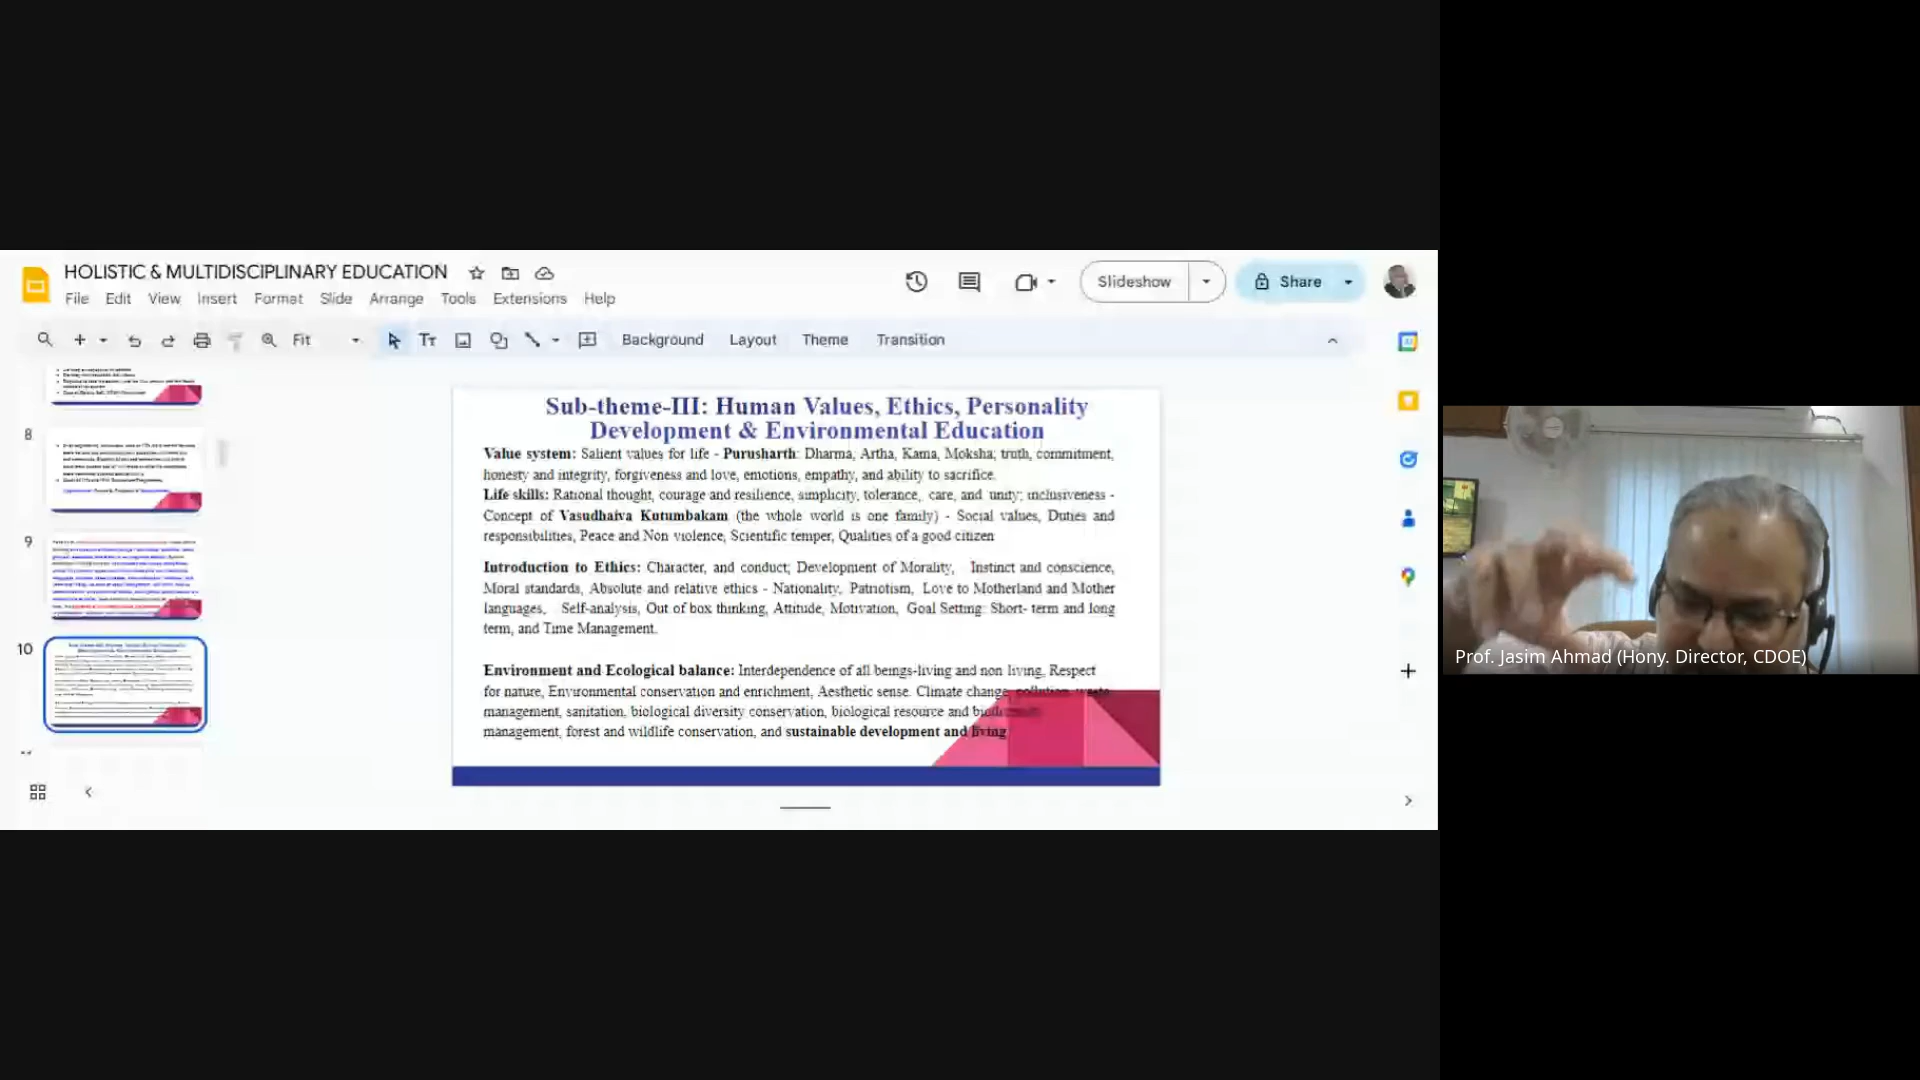 HOLISTIC & MULTIDISCIPLINARY EDUCATION
File Edit View Insert Format Slide Arrange Tools Extensions Help
Slideshow
Share
Fit
Background Layout Theme Transition
8
9
10
Sub-theme-III: Human Values, Ethics, Personality
Development & Environmental Education
Value system: Salient values for life - Purusharth: Dharma, Artha, Kama, Moksha; truth, commitment,
honesty and integrity, forgiveness and love, emotions, empathy, and ability to sacrifice.
Life skills: Rational thought, courage and resilience, simplicity, tolerance, care, and unity; inclusiveness -
Concept of Vasudhaiva Kutumbakam (the whole world is one family) - Social values, Duties and
responsibilities, Peace and Non violence, Scientific temper, Qualities of a good citizen
Introduction to Ethics: Character, and conduct; Development of Morality, Instinct and conscience,
Moral standards, Absolute and relative ethics - Nationality, Patriotism, Love to Motherland and Mother
languages, Self-analysis, Out of box thinking, Attitude, Motivation, Goal Setting: Short- term and long
term, and Time Management.
Environment and Ecological balance: Interdependence of all beings-living and non living, Respect
for nature, Environmental conservation and enrichment, Aesthetic sense. Climate change, pollution, waste
management, sanitation, biological diversity conservation, biological resource and
management, forest and wildlife conservation, and sustainable development and living
Prof. Jasim Ahmad (Hony. Director, CDOE)